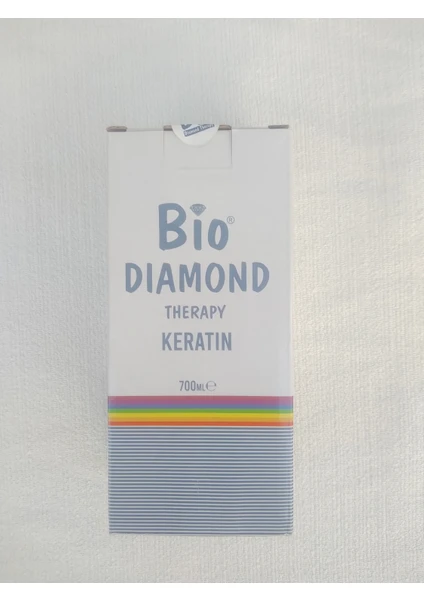 Bio®
DIAMOND
THERAPY
KERATIN
700ML℮